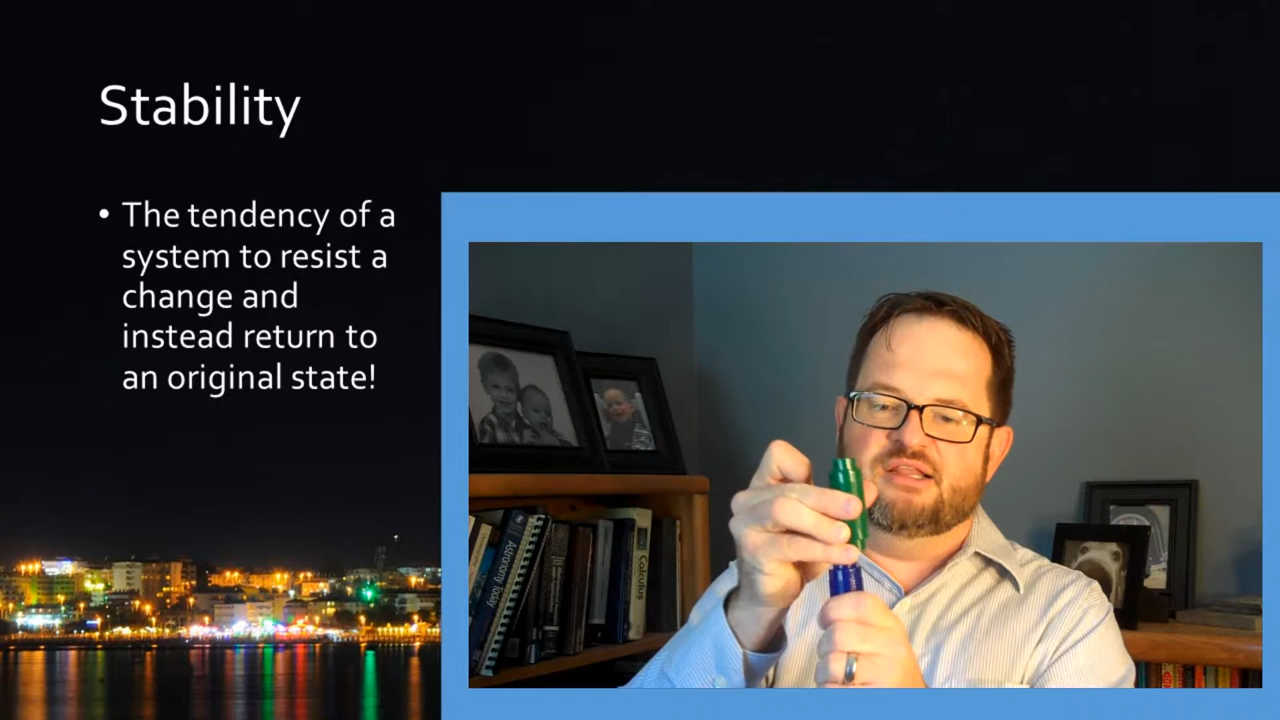 Stability
• The tendency of a
system to resist a
change and
instead return to
an original state!
Astronomy Today
Calculus